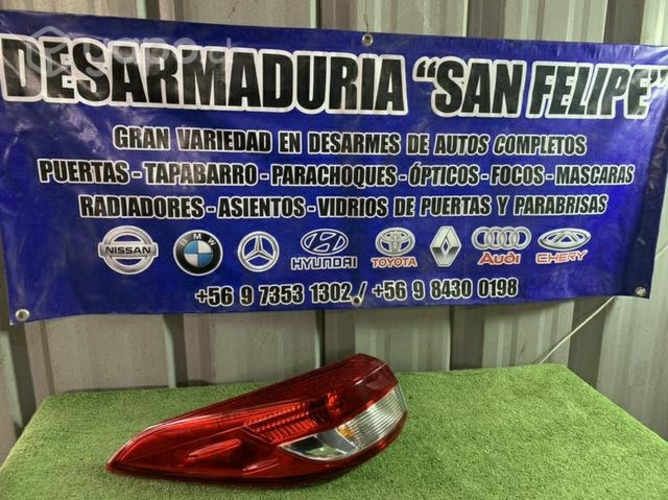 DESARMADURIA "SAN FELIPE"
GRAN VARIEDAD EN DESARMES DE AUTOS COMPLETOS
PUERTAS - TAPABARRO - PARACHOQUES - ÓPTICOS - FOCOS - MASCARAS
RADIADORES - ASIENTOS - VIDRIOS DE PUERTAS Y PARABRISAS
NISSAN BMW HYUNDAI TOYOTA RENAULT Audi CHERY
+56 9 7353 1302 / +56 9 8430 0198